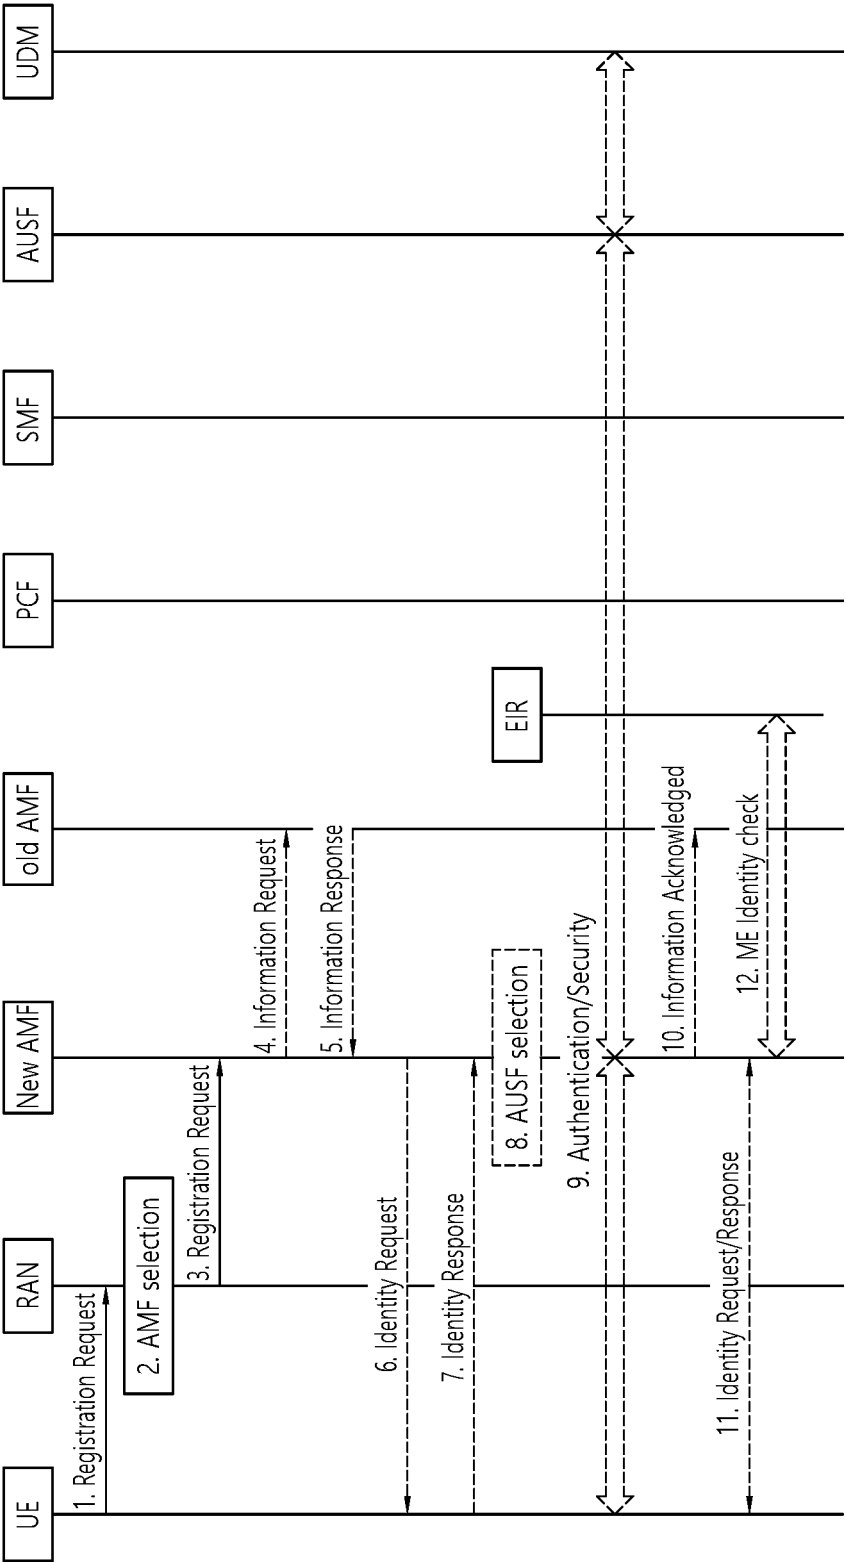 UE
RAN
New AMF
old AMF
PCF
SMF
AUSF
UDM
1. Registration Request
2. AMF selection
3. Registration Request
4. Information Request
5. Information Response
6. Identity Request
7. Identity Response
8. AUSF selection
EIR
9. Authentication/Security
10. Information Acknowledged
11. Identity Request/Response
12. ME Identity check